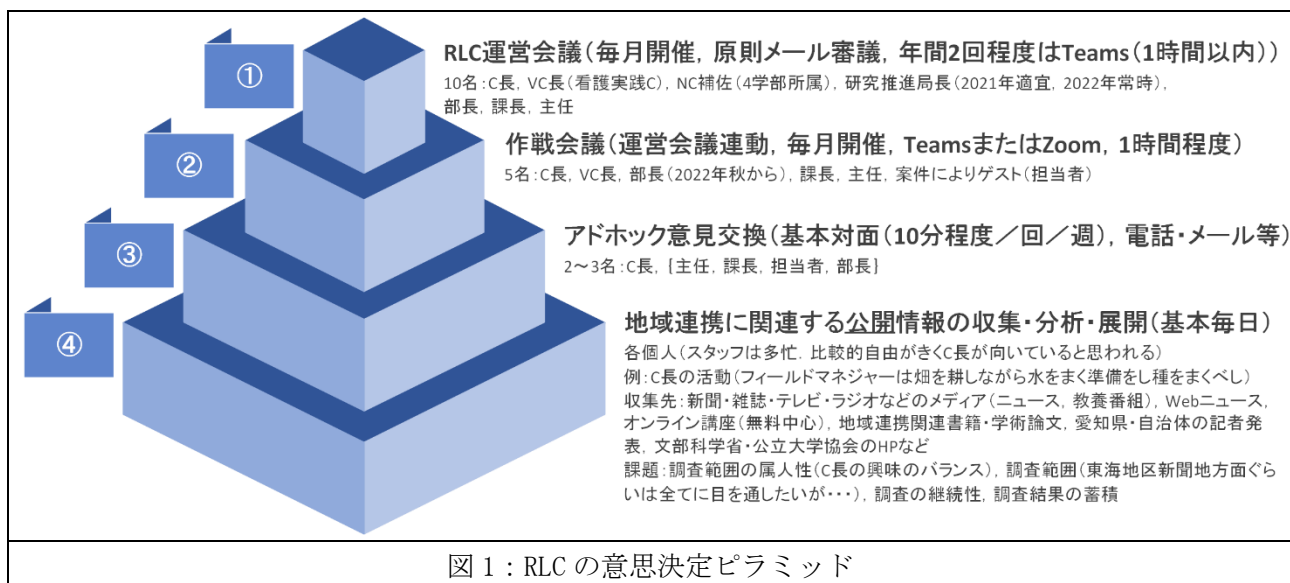 ①
RLC運営会議(毎月開催, 原則メール審議, 年間2回程度はTeams(1時間以内))
10名:C長, VC長(看護実践C), NC補佐(4学部所属), 研究推進局長(2021年適宜, 2022年常時),
部長, 課長, 主任
②
作戦会議(運営会議連動, 毎月開催, TeamsまたはZoom, 1時間程度)
5名:C長, VC長, 部長(2022年秋から), 課長, 主任, 案件によりゲスト(担当者)
③
アドホック意見交換(基本対面(10分程度/回/週), 電話・メール等)
2～3名:C長, {主任, 課長, 担当者, 部長}
④
地域連携に関連する公開情報の収集・分析・展開(基本毎日)
各個人(スタッフは多忙. 比較的自由がきくC長が向いていると思われる)
例:C長の活動(フィールドマネジャーは畑を耕しながら水をまく準備をし種をまくべし)
収集先:新聞・雑誌・テレビ・ラジオなどのメディア(ニュース, 教養番組), Webニュース,
オンライン講座(無料中心), 地域連携関連書籍・学術論文, 愛知県・自治体の記者発
表, 文部科学省・公立大学協会のHPなど
課題:調査範囲の属人性(C長の興味のバランス), 調査範囲(東海地区新聞地方面ぐら
いは全てに目を通したいが・・・), 調査の継続性, 調査結果の蓄積
図1:RLCの意思決定ピラミッド